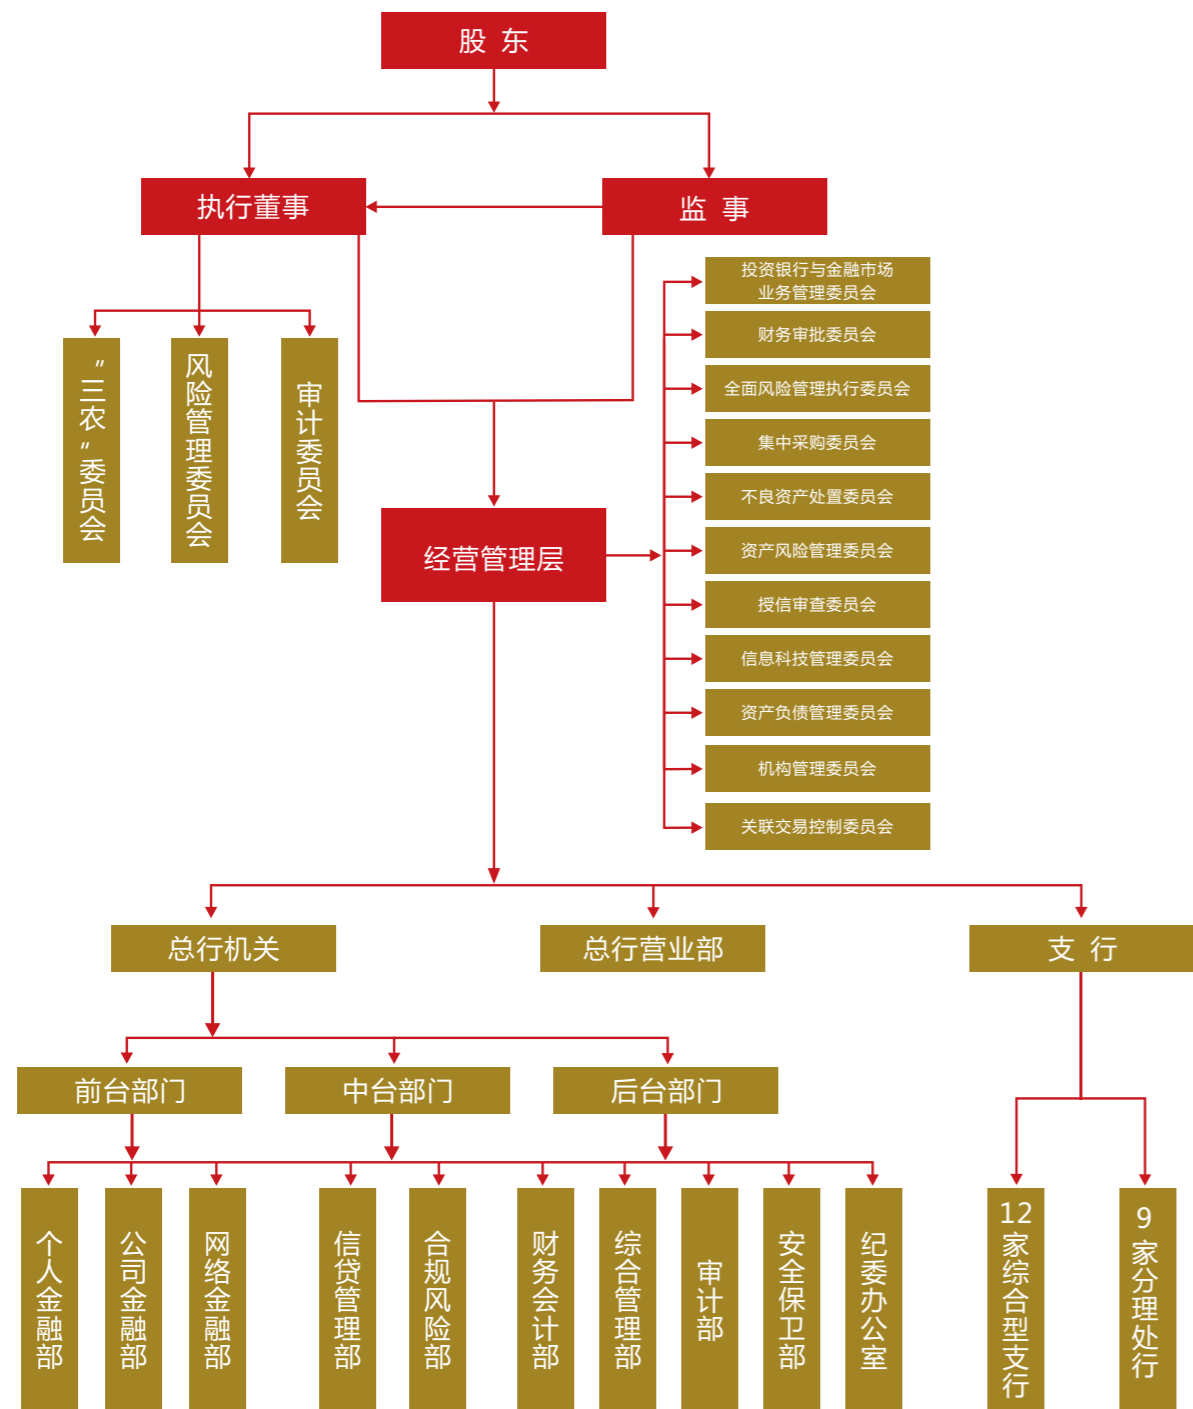 股 东
执行董事
监 事
投资银行与金融市场
业务管理委员会
财务审批委员会
全面风险管理执行委员会
集中采购委员会
不良资产处置委员会
资产风险管理委员会
授信审查委员会
信息科技管理委员会
资产负债管理委员会
机构管理委员会
关联交易控制委员会
“三农“委员会
风险管理委员会
审计委员会
经营管理层
总行机关
总行营业部
支 行
前台部门
中台部门
后台部门
个人金融部
公司金融部
网络金融部
信贷管理部
合规风险部
财务会计部
综合管理部
审计部
安全保卫部
纪委办公室
12家综合型支行
9家分理处行